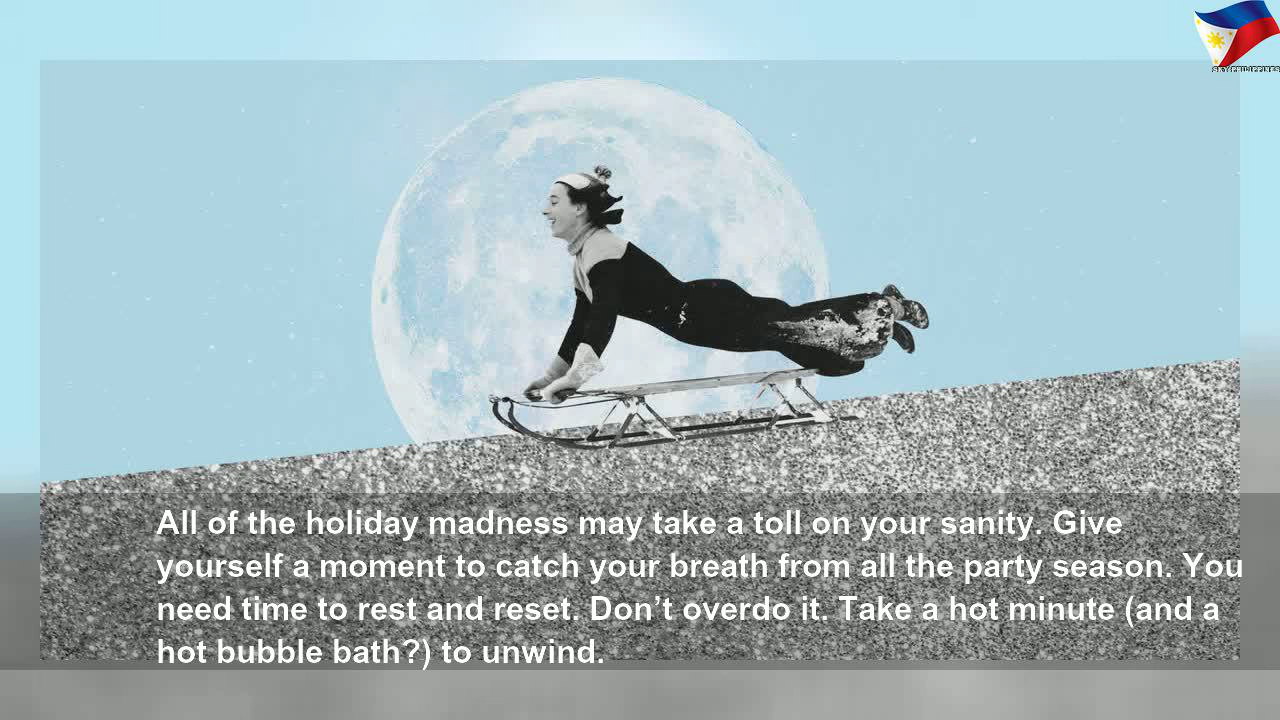 SKYPHILIPPINES
All of the holiday madness may take a toll on your sanity. Give
yourself a moment to catch your breath from all the party season. You
need time to rest and reset. Don’t overdo it. Take a hot minute (and a
hot bubble bath?) to unwind.